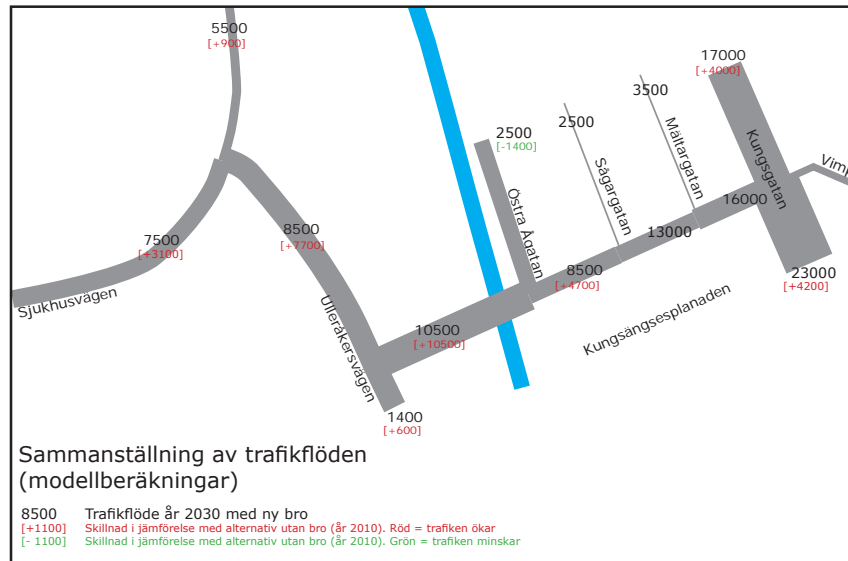 5500
[+900]
17000
[+4000]
3500
2500
2500
[-1400]
Mältargatan
Kungsgatan
Vimp
Sågargatan
Östra Ågatan
16000
13000
8500
[+7700]
7500
[+3100]
8500
[+4700]
23000
[+4200]
Sjukhusvägen
Ulleråkersvägen
10500
[+10500]
Kungsängsesplanaden
1400
[+600]
Sammanställning av trafikflöden
(modellberäkningar)
8500 Trafikflöde år 2030 med ny bro
[+1100] Skillnad i jämförelse med alternativ utan bro (år 2010). Röd = trafiken ökar
[- 1100] Skillnad i jämförelse med alternativ utan bro (år 2010). Grön = trafiken minskar